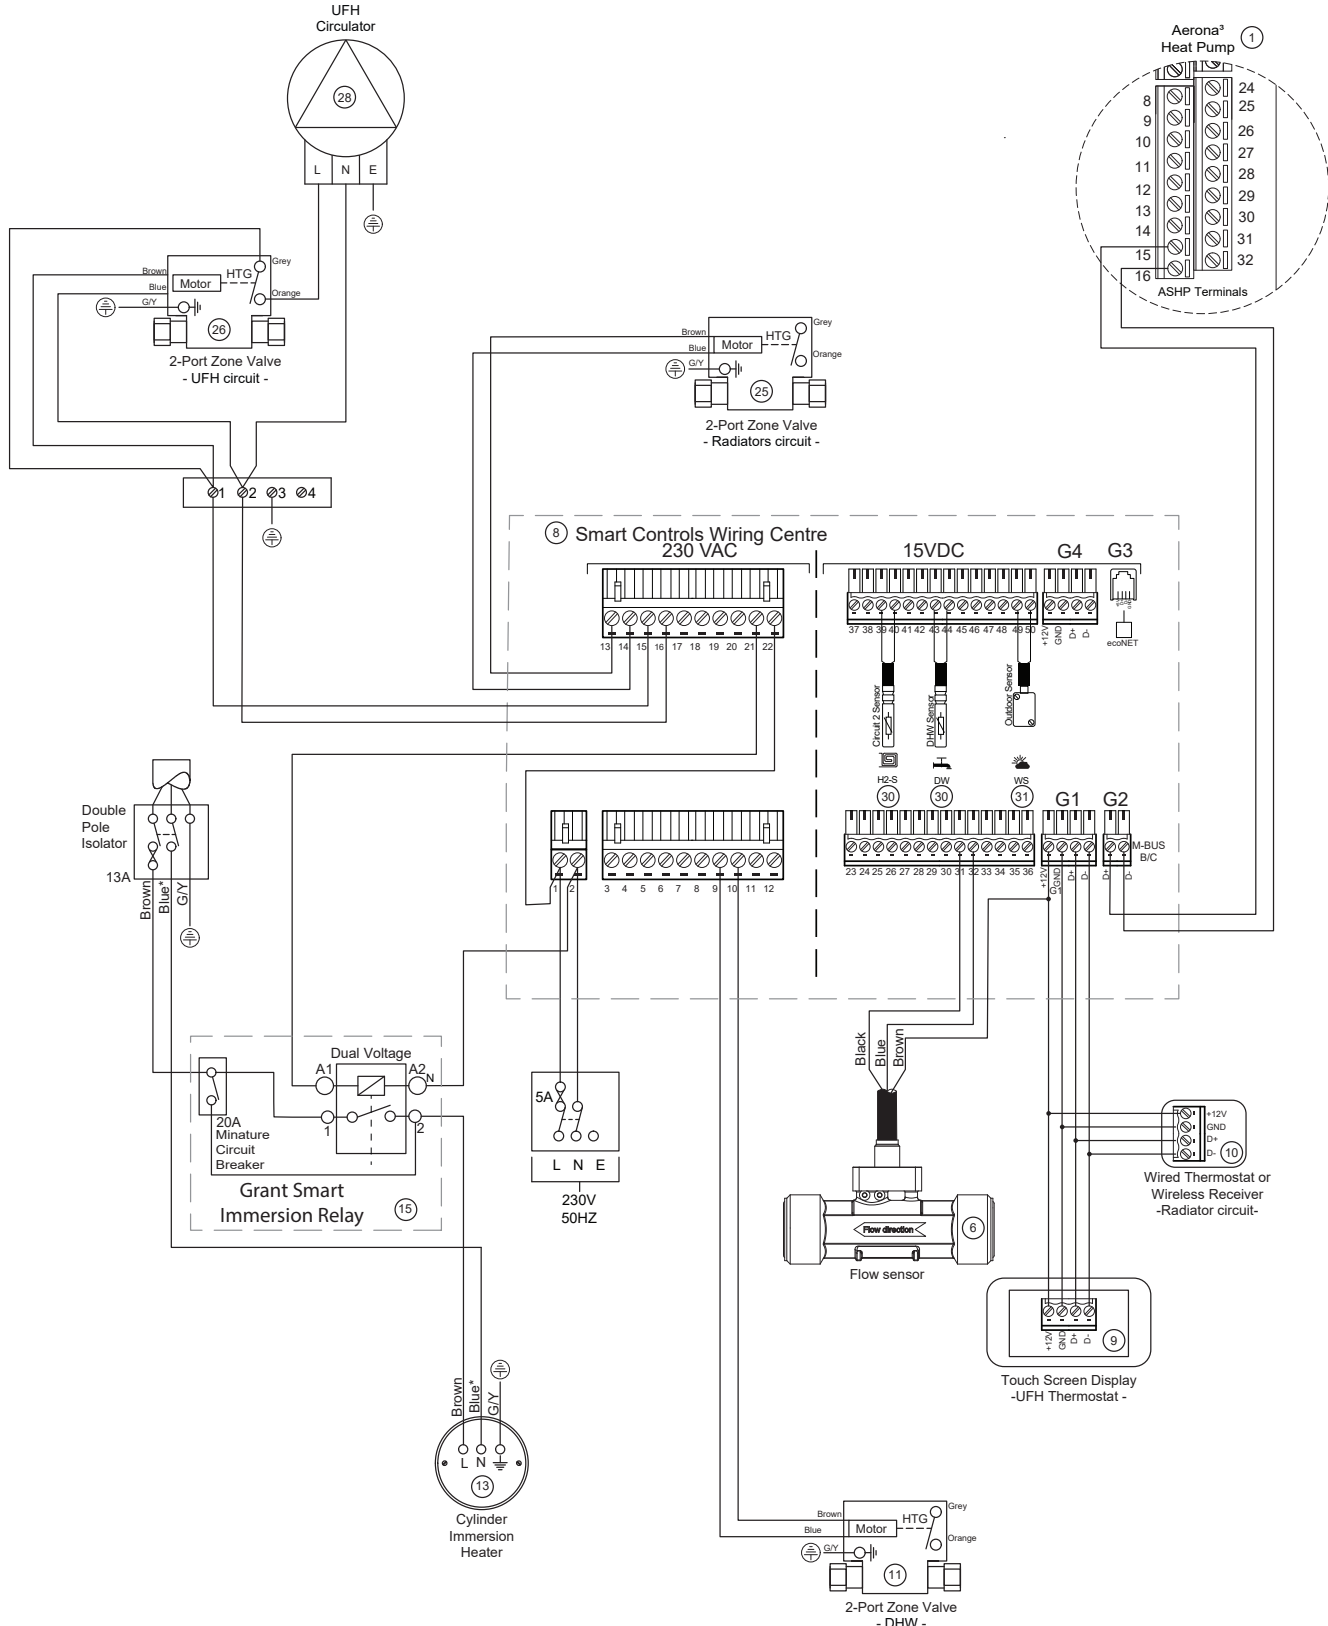 UFH
Circulator
28
L N E
Aerona³
Heat Pump 1
8
9
10
11
12
13
14
15
16
24
25
26
27
28
29
30
31
32
ASHP Terminals
Grey
Brown
HTG
Blue
Motor
Orange
G/Y
26
2-Port Zone Valve
- UFH circuit -
Grey
Brown
HTG
Blue
Motor
Orange
G/Y
25
2-Port Zone Valve
- Radiators circuit -
1 2 3 4
8 Smart Controls Wiring Centre
230 VAC
15VDC
G4 G3
13 14 15 16 17 18 19 20 21 22
37 38 39 40 41 42 43 44 45 46 47 48 49 50
+12V GND D+ D-
ecoNET
Circuit 2 Sensor
DHW Sensor
Outdoor Sensor
H2-S DW WS
30 30 31
G1 G2
M-BUS
B/C
1 2 3 4 5 6 7 8 9 10 11 12
23 24 25 26 27 28 29 30 31 32 33 34 35 36
+12V GND D+ D- D+ D-
G1
Double
Pole
Isolator
13A
Brown
Blue*
G/Y
Dual Voltage
A1 A2 N
1 2
20A
Minature
Circuit
Breaker
Grant Smart
Immersion Relay 15
5A
L N E
230V
50HZ
Black
Blue
Brown
Flow direction
6
Flow sensor
+12V
GND
D+
D-
10
Wired Thermostat or
Wireless Receiver
-Radiator circuit-
+12V GND D+ D-
9
Touch Screen Display
-UFH Thermostat -
Brown
Blue*
G/Y
L N
13
Cylinder
Immersion
Heater
Grey
Brown
HTG
Blue
Motor
Orange
G/Y
11
2-Port Zone Valve
- DHW -